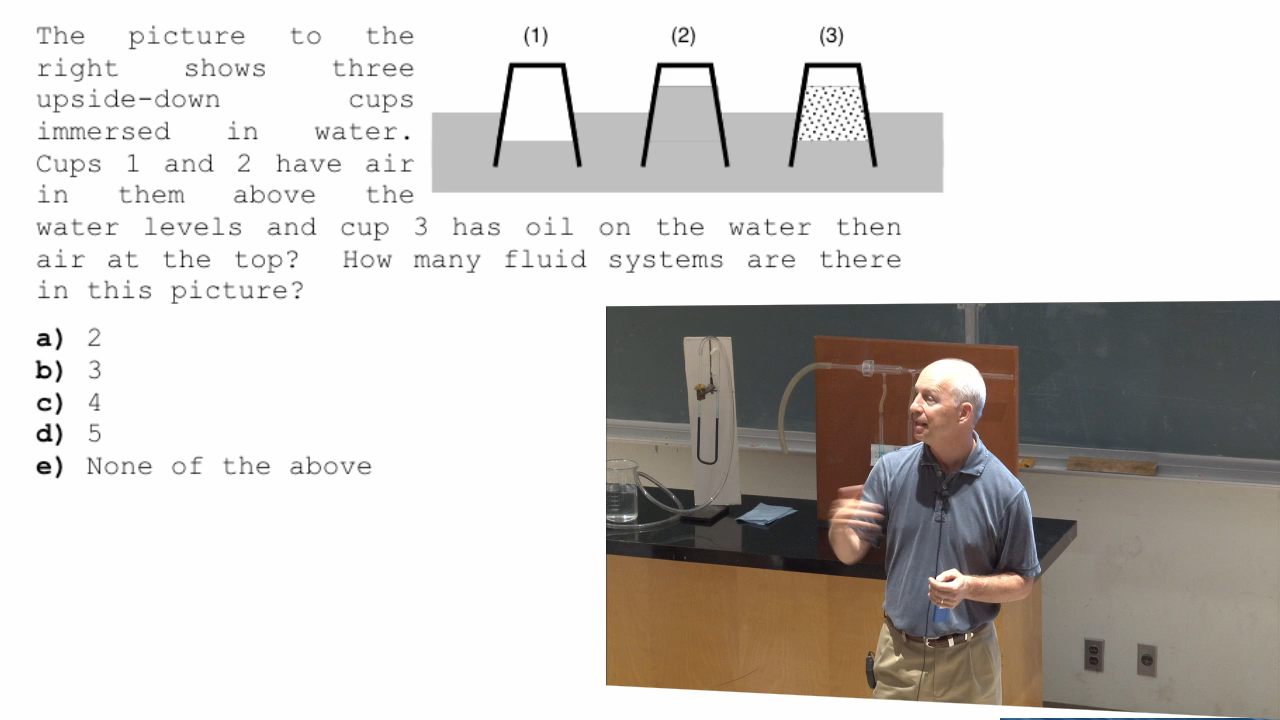 The picture to the
right shows three
upside-down cups
immersed in water.
Cups 1 and 2 have air
in them above the
water levels and cup 3 has oil on the water then
air at the top? How many fluid systems are there
in this picture?
(1) (2) (3)
a) 2
b) 3
c) 4
d) 5
e) None of the above